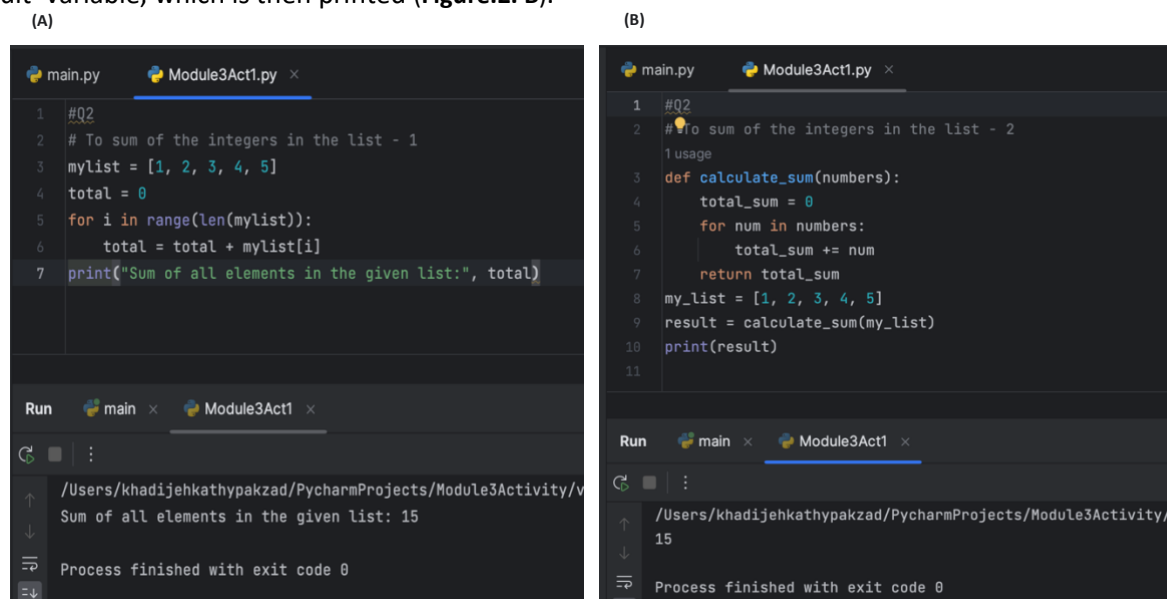 (A)
main.py Module3Act1.py ×
1 #Q2
2 # To sum of the integers in the list - 1
3 mylist = [1, 2, 3, 4, 5]
4 total = 0
5 for i in range(len(mylist)):
6 total = total + mylist[i]
7 print("Sum of all elements in the given list:", total)
Run main × Module3Act1 ×
/Users/khadijehkathypakzad/PycharmProjects/Module3Activity/v
Sum of all elements in the given list: 15
Process finished with exit code 0
(B)
main.py Module3Act1.py ×
1 #Q2
2 # To sum of the integers in the list - 2
1 usage
3 def calculate_sum(numbers):
4 total_sum = 0
5 for num in numbers:
6 total_sum += num
7 return total_sum
8 my_list = [1, 2, 3, 4, 5]
9 result = calculate_sum(my_list)
10 print(result)
11
Run main × Module3Act1 ×
/Users/khadijehkathypakzad/PycharmProjects/Module3Activity/
15
Process finished with exit code 0